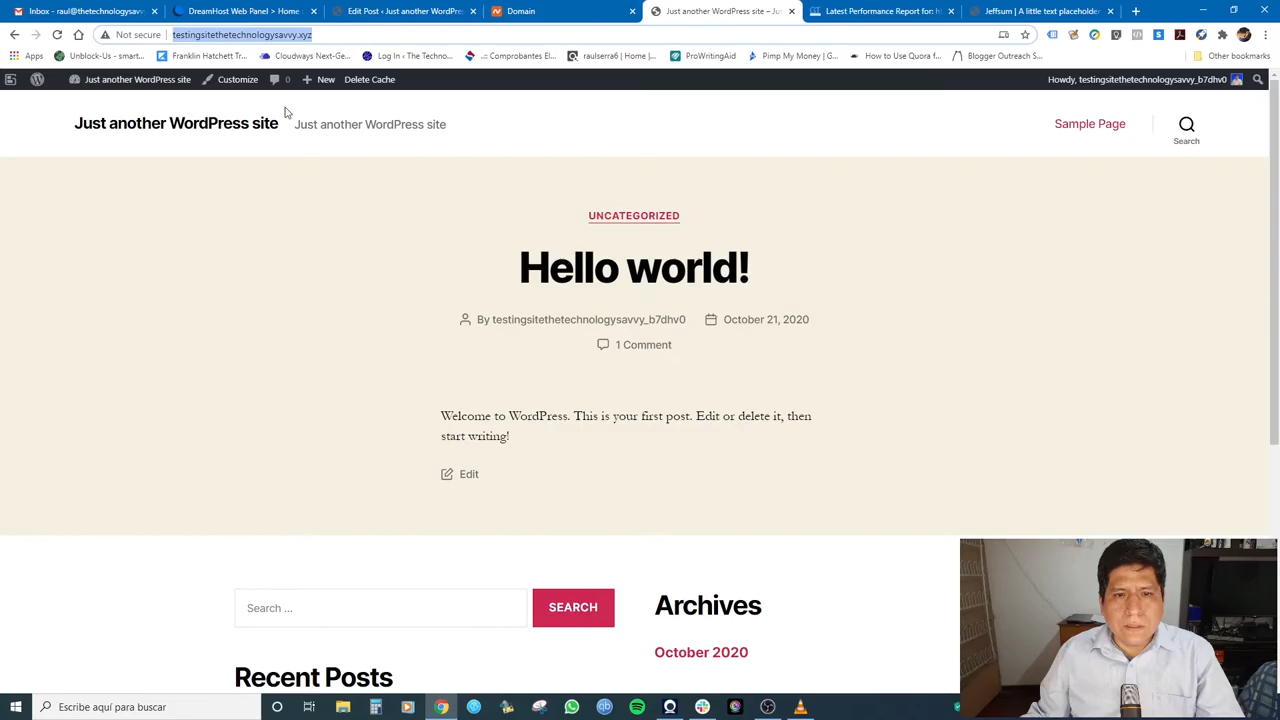 Inbox - raul@thetechnologysavv
DreamHost Web Panel > Home :
Edit Post ‹ Just another WordPres
Domain
Just another WordPress site – Jus
Latest Performance Report for: ht
Jeffsum | A little text placeholder
Not secure
testingsitethetechnologysavvy.xyz
Apps
Unblock-Us - smart...
Franklin Hatchett Tr...
Cloudways Next-Ge...
Log In ‹ The Techno...
.:: Comprobantes El...
raulserra6 | Home |...
ProWritingAid
Pimp My Money | G...
How to Use Quora f...
Blogger Outreach S...
Other bookmarks
Just another WordPress site
Customize
0
New
Delete Cache
Howdy, testingsitethetechnologysavvy_b7dhv0
Just another WordPress site
Just another WordPress site
Sample Page
Search
UNCATEGORIZED
Hello world!
By testingsitethetechnologysavvy_b7dhv0
October 21, 2020
1 Comment
Welcome to WordPress. This is your first post. Edit or delete it, then
start writing!
Edit
Search …
SEARCH
Archives
October 2020
Recent Posts
Escribe aquí para buscar